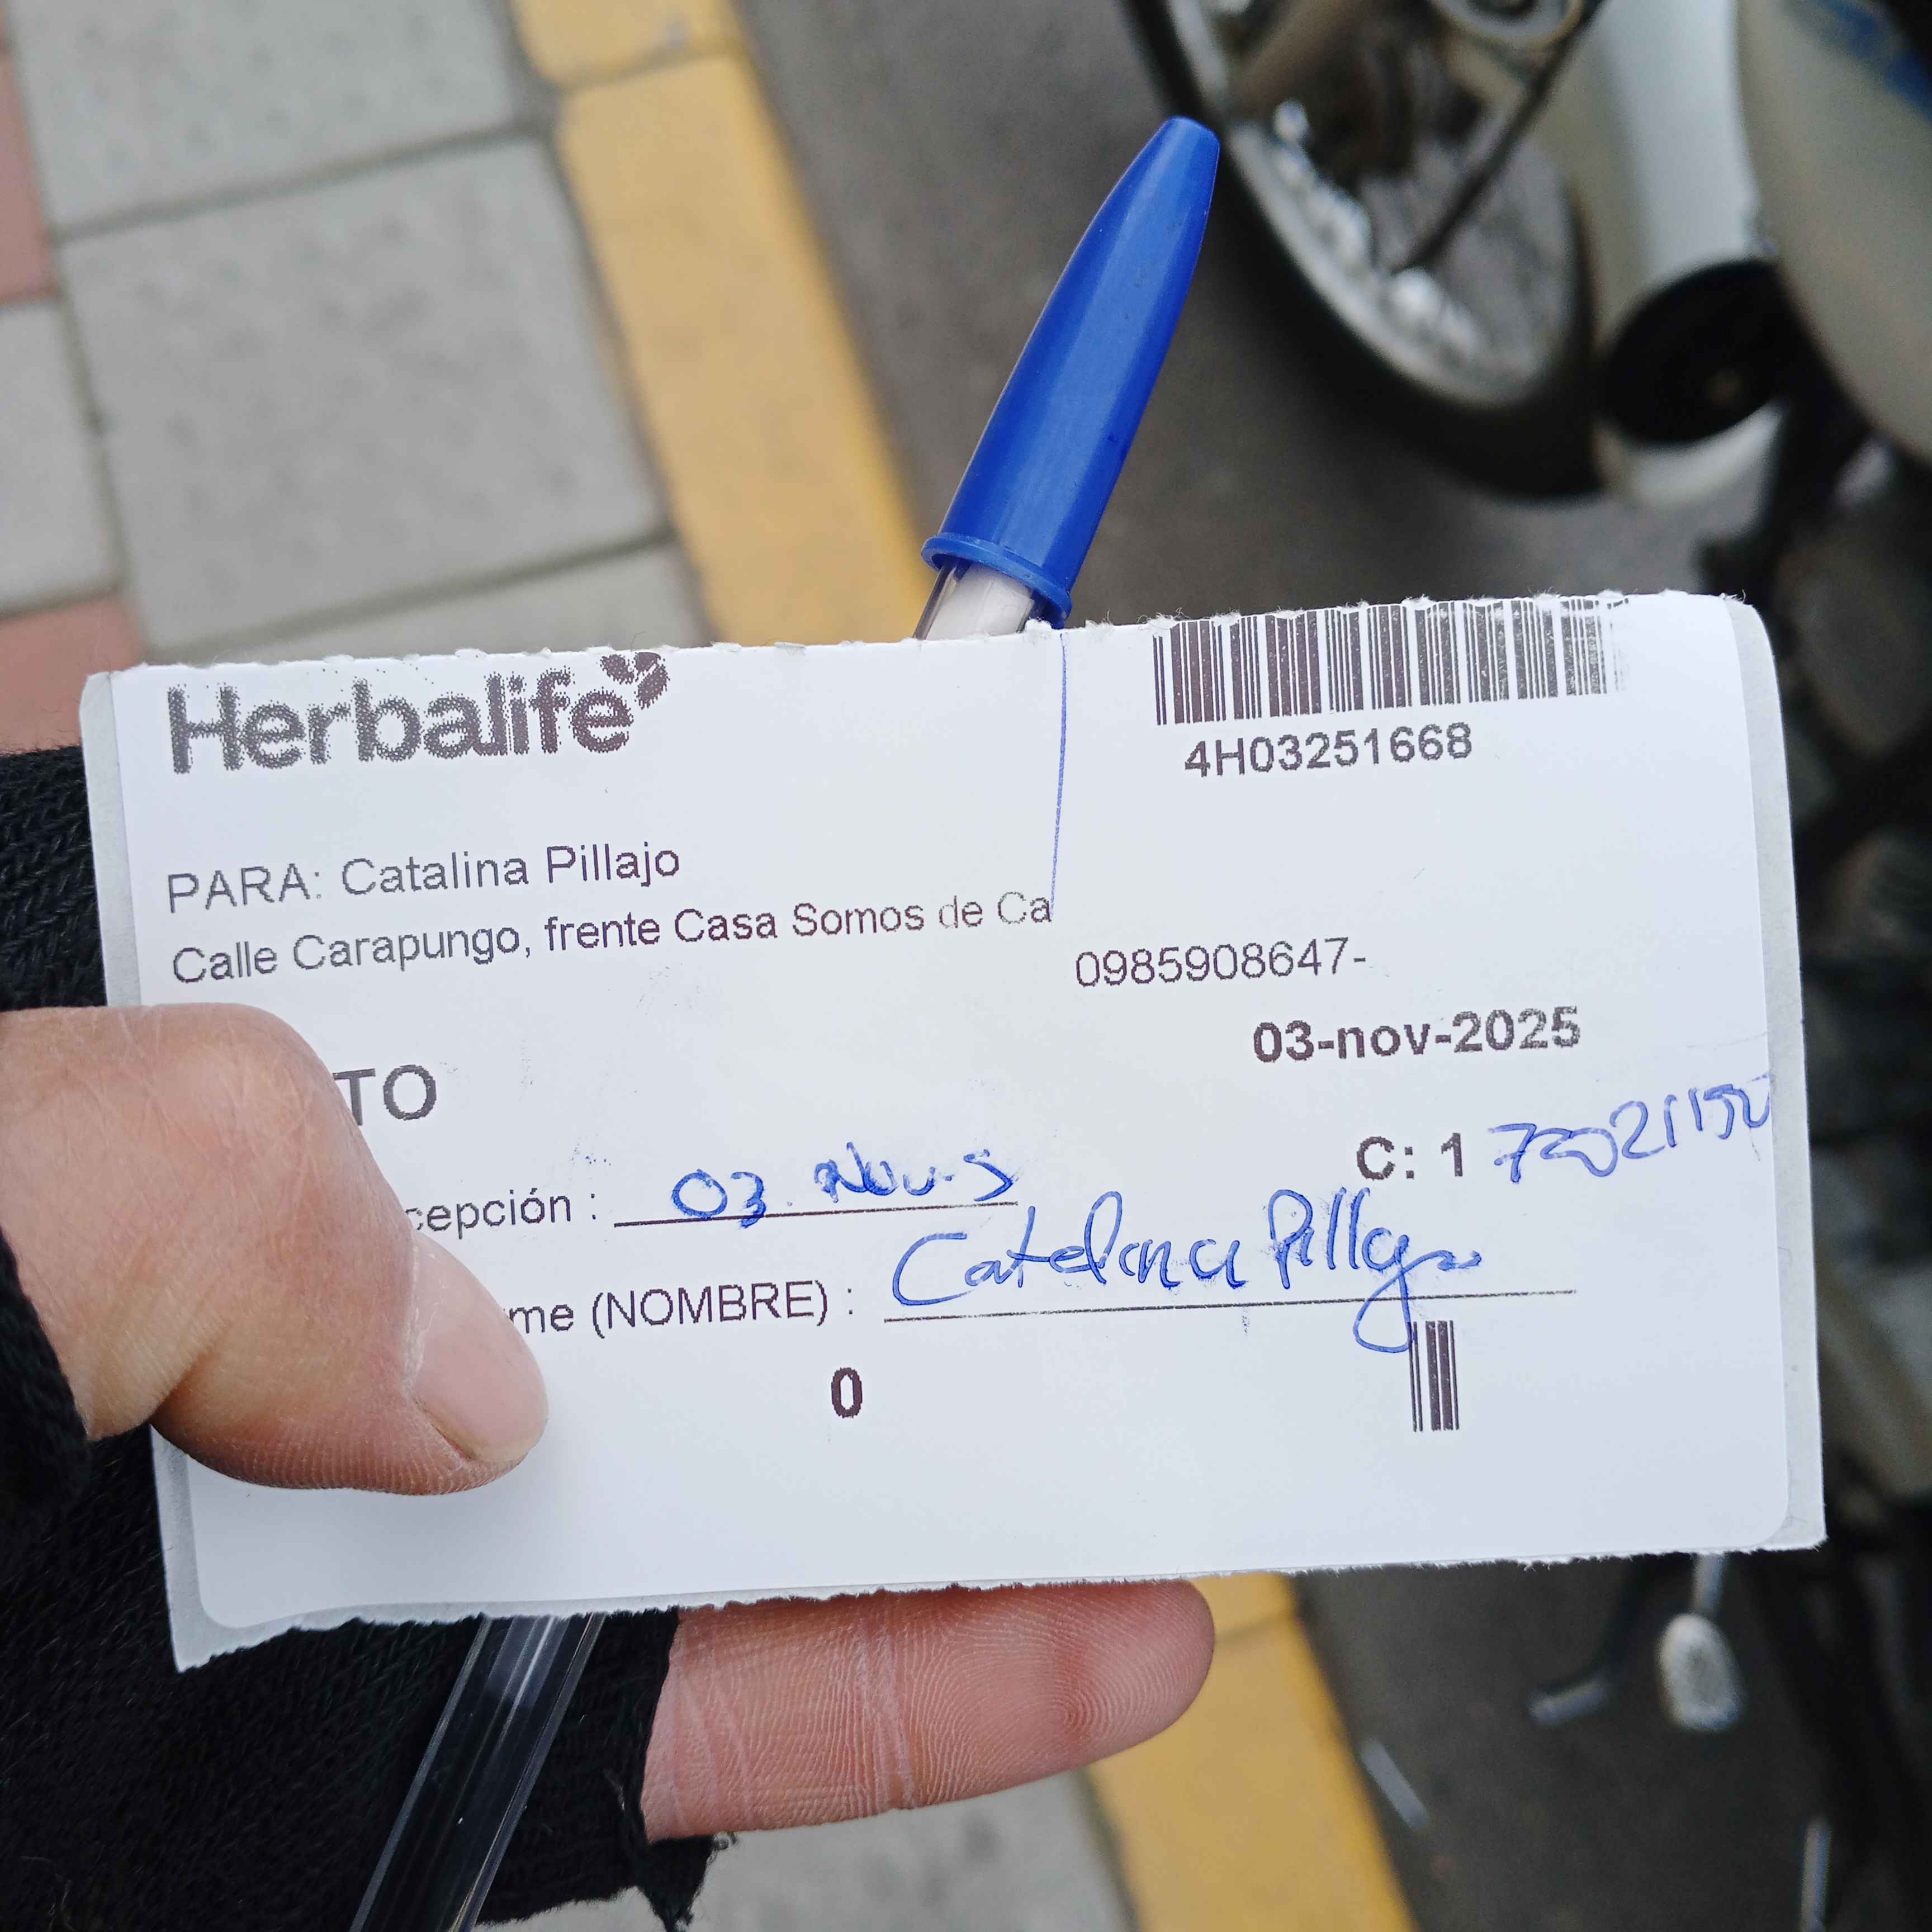 Herbalife
4H03251668
PARA: Catalina Pillajo
Calle Carapungo, frente Casa Somos de Ca
0985908647-
03-nov-2025
TO
C: 1
cepción : 03 Nov-5
me (NOMBRE) : Catalina Pillajo
0